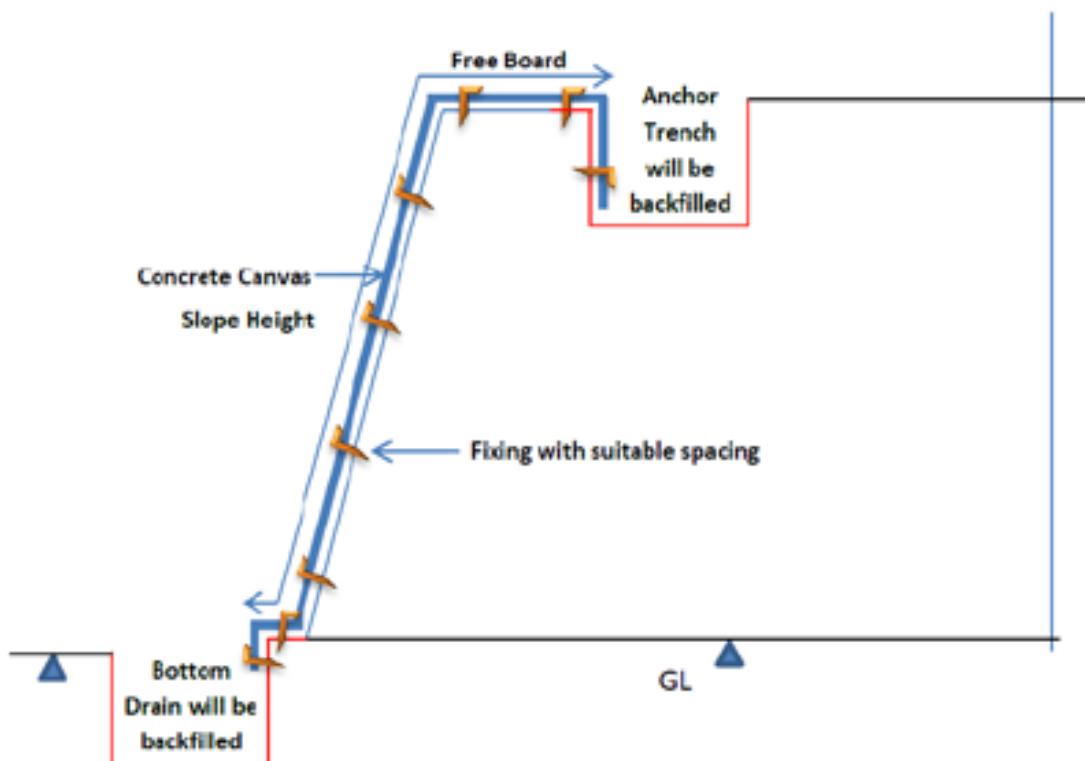 Free Board
Anchor
Trench
will be
backfilled
Concrete Canvas
Slope Height
Fixing with suitable spacing
GL
Bottom
Drain will be
backfilled